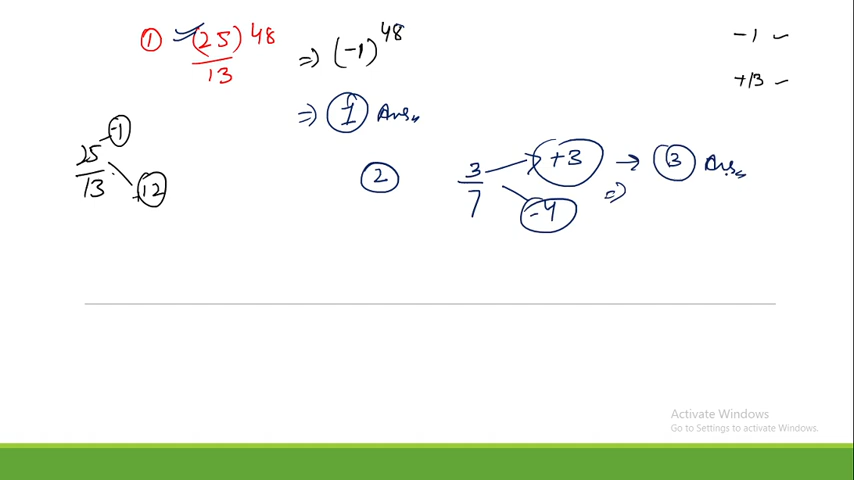 ① (25)^48 / 13 ⇒ (-1)^48
⇒ 1 Ans
25/13 -1
+12
② 3/7 → +3 → 3 Ans
-4 ⇒
-1 ✓
+13 ✓
Activate Windows
Go to Settings to activate Windows.